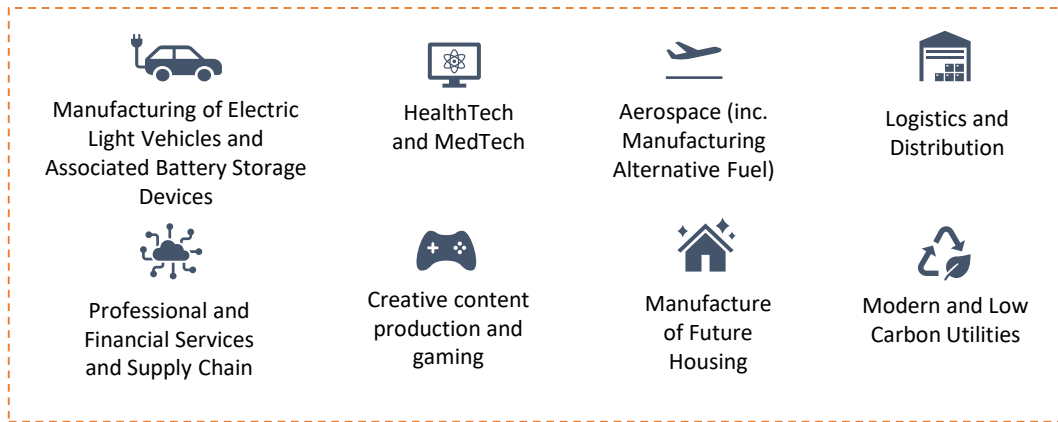 Manufacturing of Electric
Light Vehicles and
Associated Battery Storage
Devices
HealthTech
and MedTech
Aerospace (inc.
Manufacturing
Alternative Fuel)
Logistics and
Distribution
Professional and
Financial Services
and Supply Chain
Creative content
production and
gaming
Manufacture
of Future
Housing
Modern and Low
Carbon Utilities